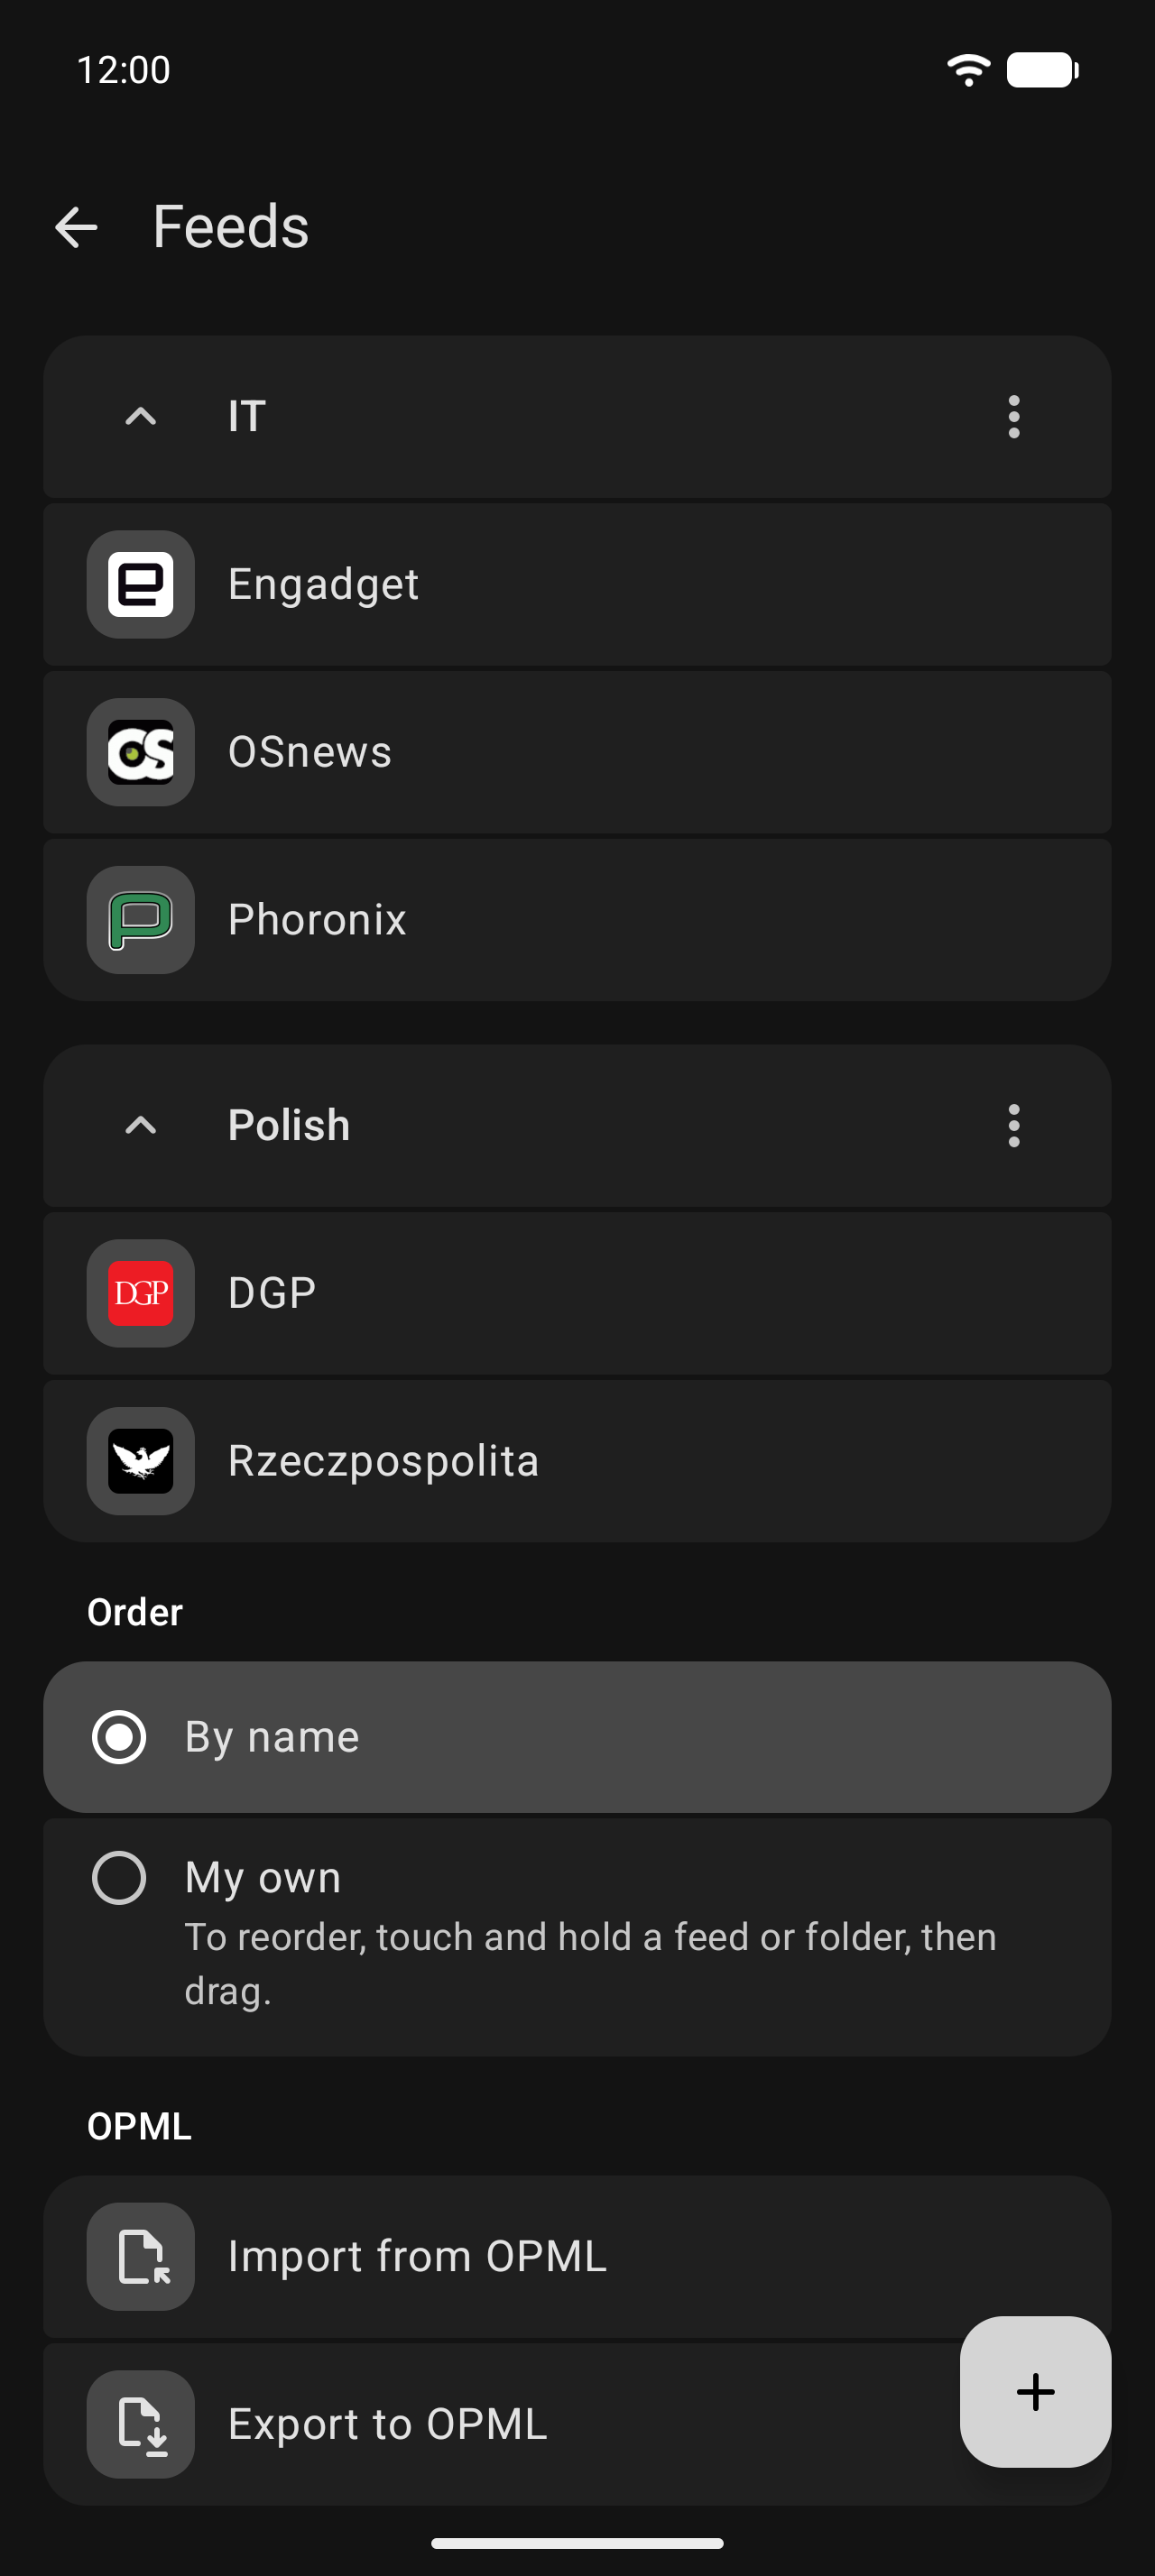 12:00
Feeds
IT
Engadget
OSnews
Phoronix
Polish
DGP
DGP
Rzeczpospolita
Order
By name
My own
To reorder, touch and hold a feed or folder, then
drag.
OPML
Import from OPML
Export to OPML